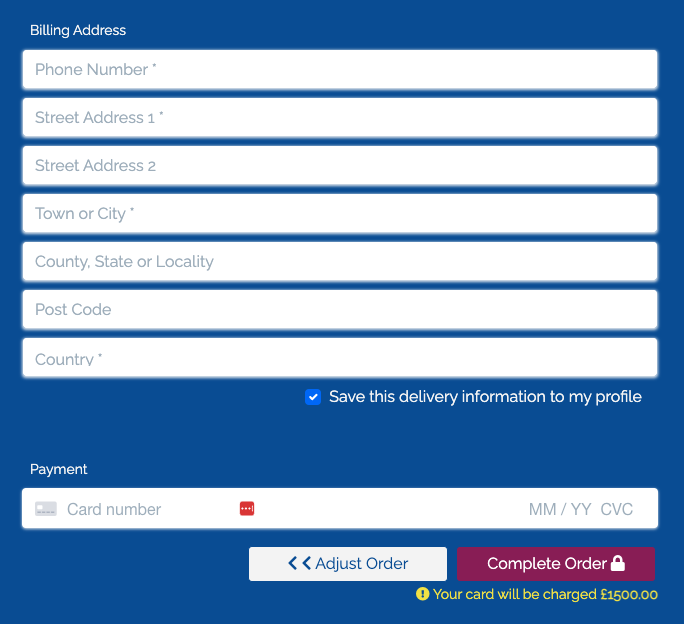 Billing Address
Phone Number *
Street Address 1 *
Street Address 2
Town or City *
County, State or Locality
Post Code
Country *
Save this delivery information to my profile
Payment
Card number MM / YY CVC
Adjust Order Complete Order
Your card will be charged £1500.00